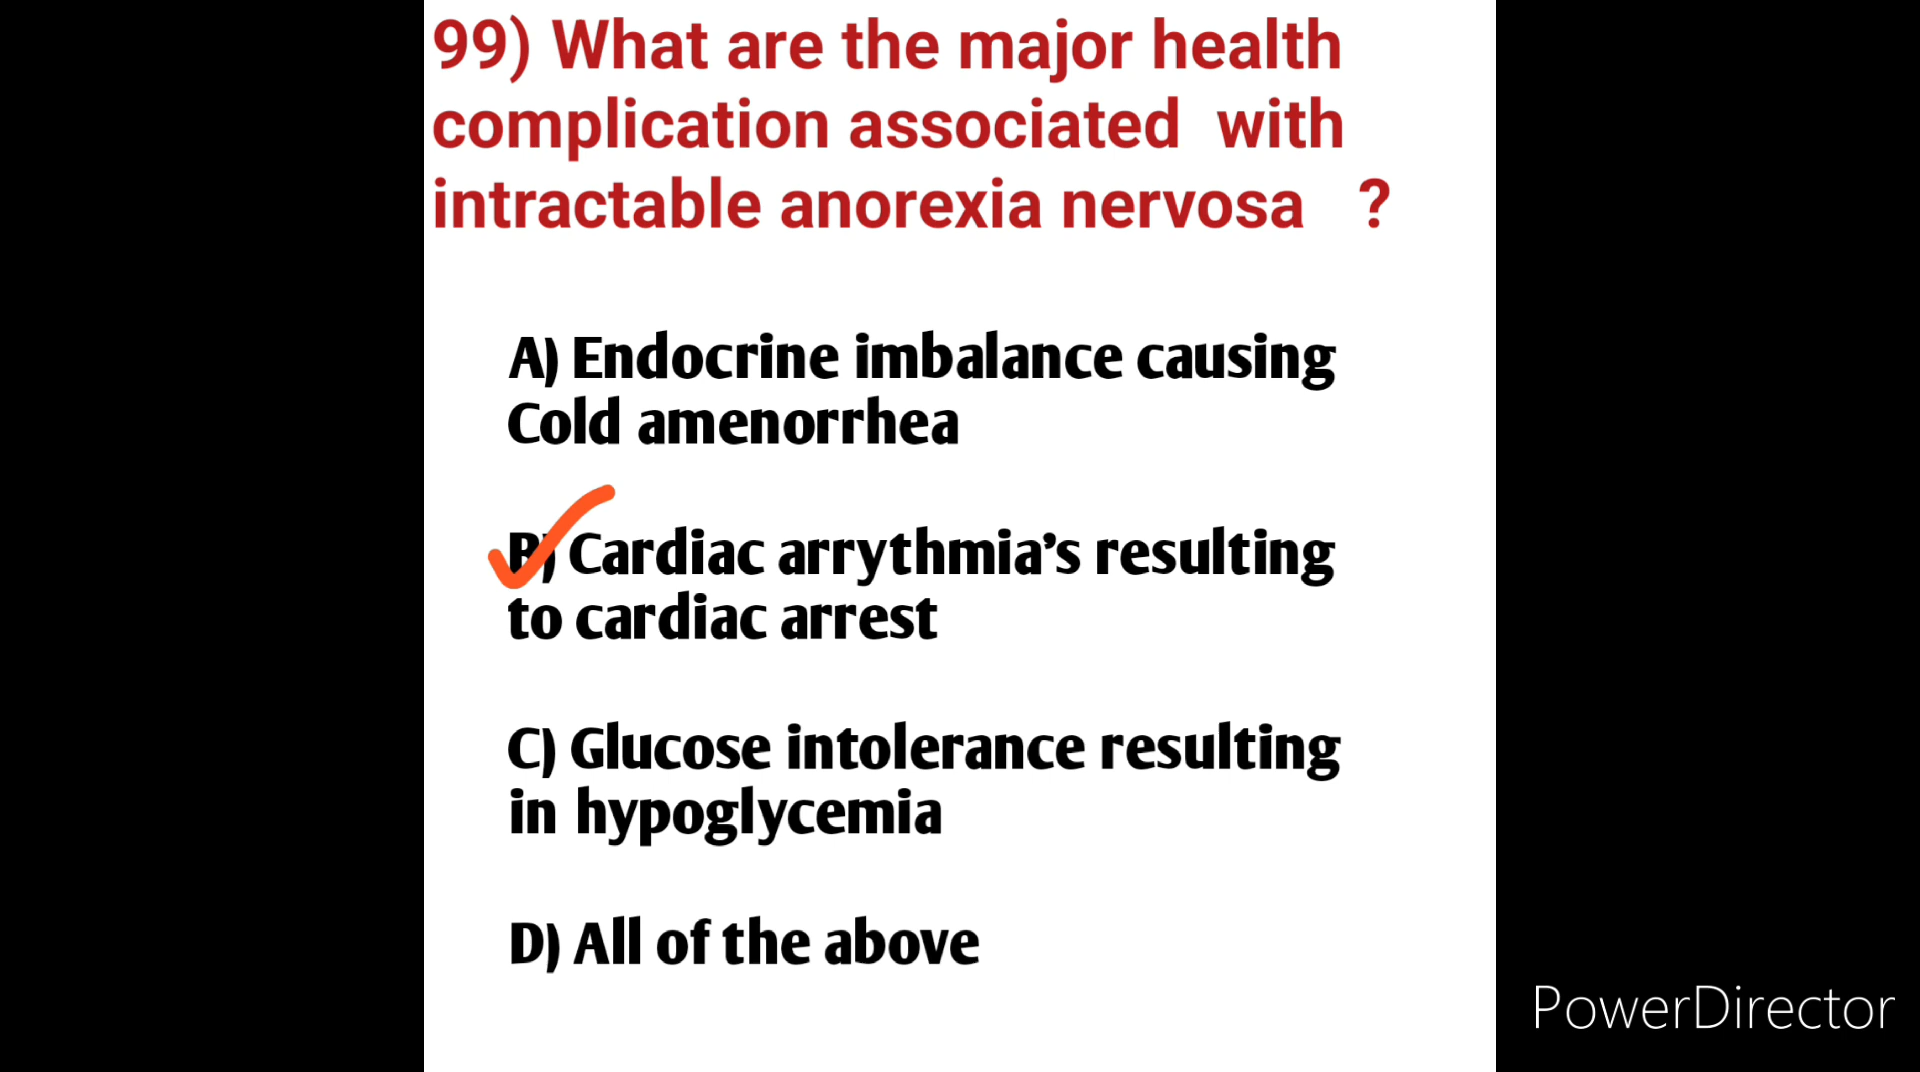 99) What are the major health
complication associated with
intractable anorexia nervosa ?
A) Endocrine imbalance causing
Cold amenorrhea
B) Cardiac arrythmia’s resulting
to cardiac arrest
C) Glucose intolerance resulting
in hypoglycemia
D) All of the above
PowerDirector